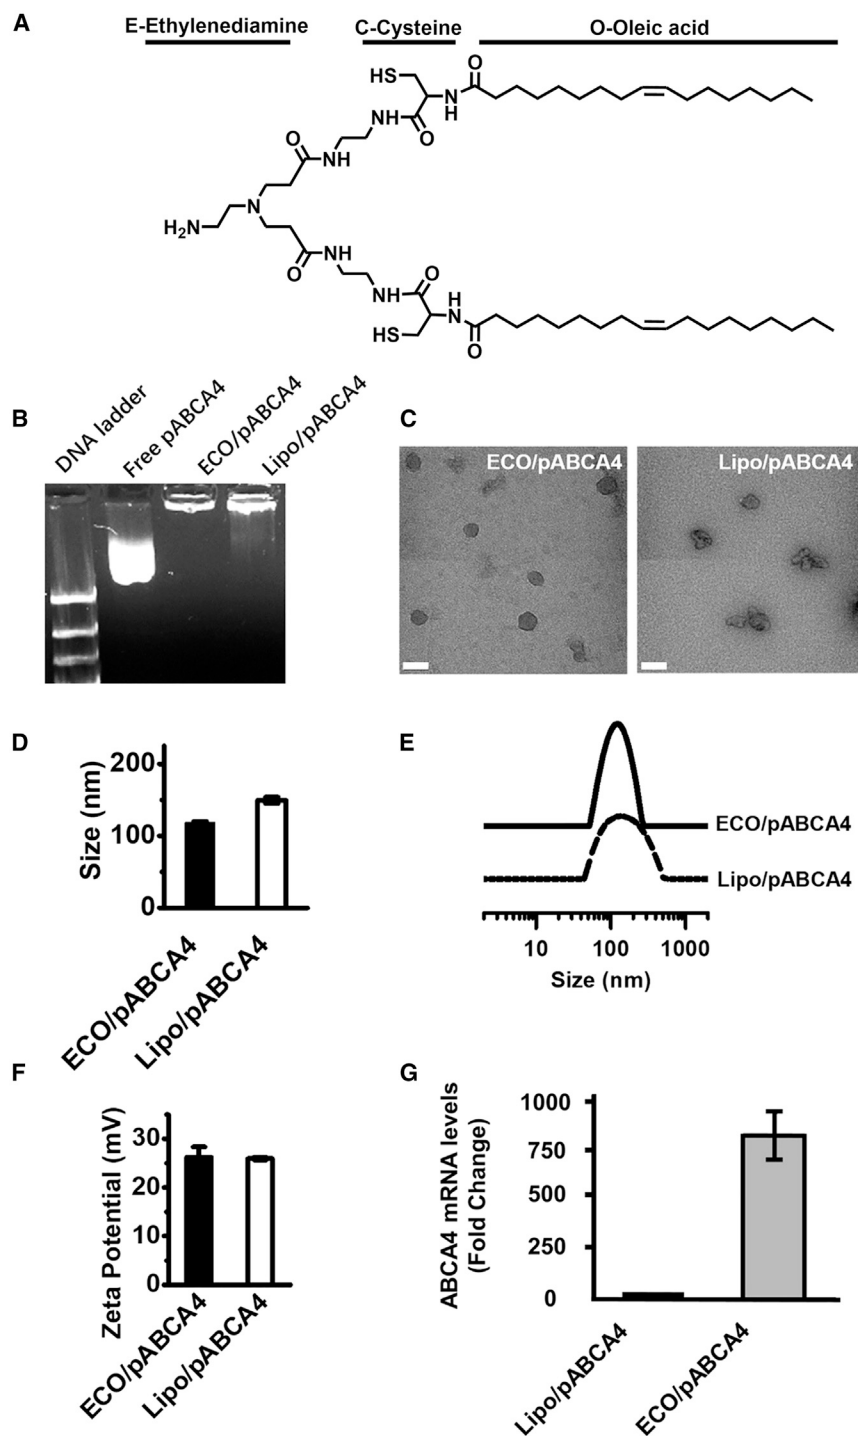 A
E-Ethylenediamine
C-Cysteine
O-Oleic acid
HS
O
N
H
NH
O
O
NH
N
H2N
NH
O
O
NH
H
N
HS
O
B
DNA ladder
Free pABCA4
ECO/pABCA4
Lipo/pABCA4
C
ECO/pABCA4
Lipo/pABCA4
D
Size (nm)
200
100
0
ECO/pABCA4
Lipo/pABCA4
E
ECO/pABCA4
Lipo/pABCA4
10
100
1000
Size (nm)
F
Zeta Potential (mV)
30
20
10
0
ECO/pABCA4
Lipo/pABCA4
G
ABCA4 mRNA levels
(Fold Change)
1000
750
500
250
0
Lipo/pABCA4
ECO/pABCA4